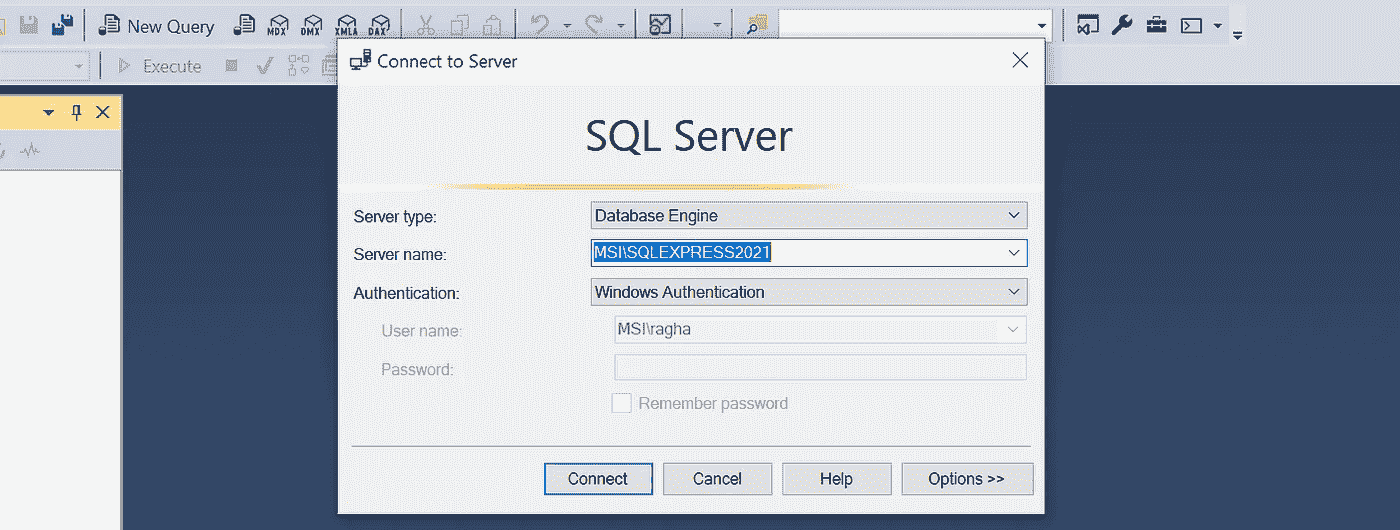 New Query
MDX DMX XMLA DAX
Execute
Connect to Server
SQL Server
Server type: Database Engine
Server name: MSI\SQLEXPRESS2021
Authentication: Windows Authentication
User name: MSI\ragha
Password:
Remember password
Connect Cancel Help Options >>